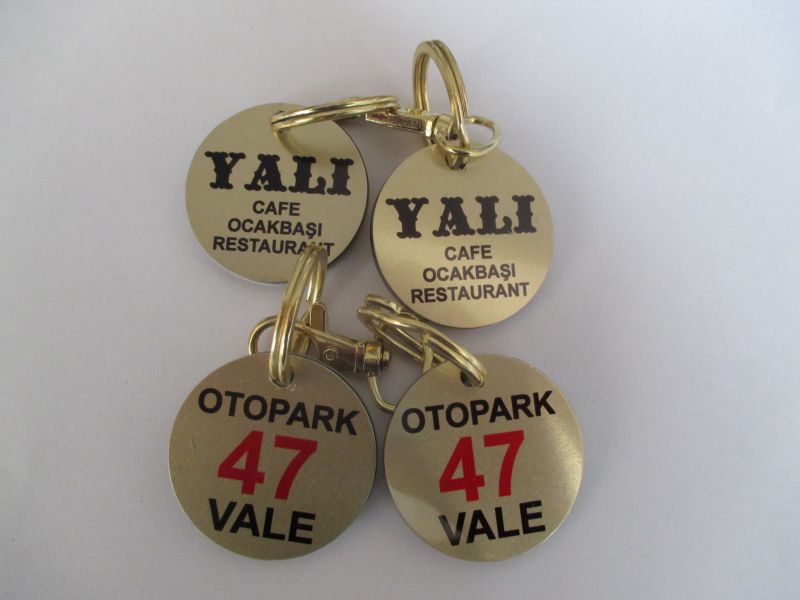 YALI
CAFE
OCAKBAŞI
RESTAURANT
YALI
CAFE
OCAKBAŞI
RESTAURANT
OTOPARK
47
VALE
OTOPARK
47
VALE